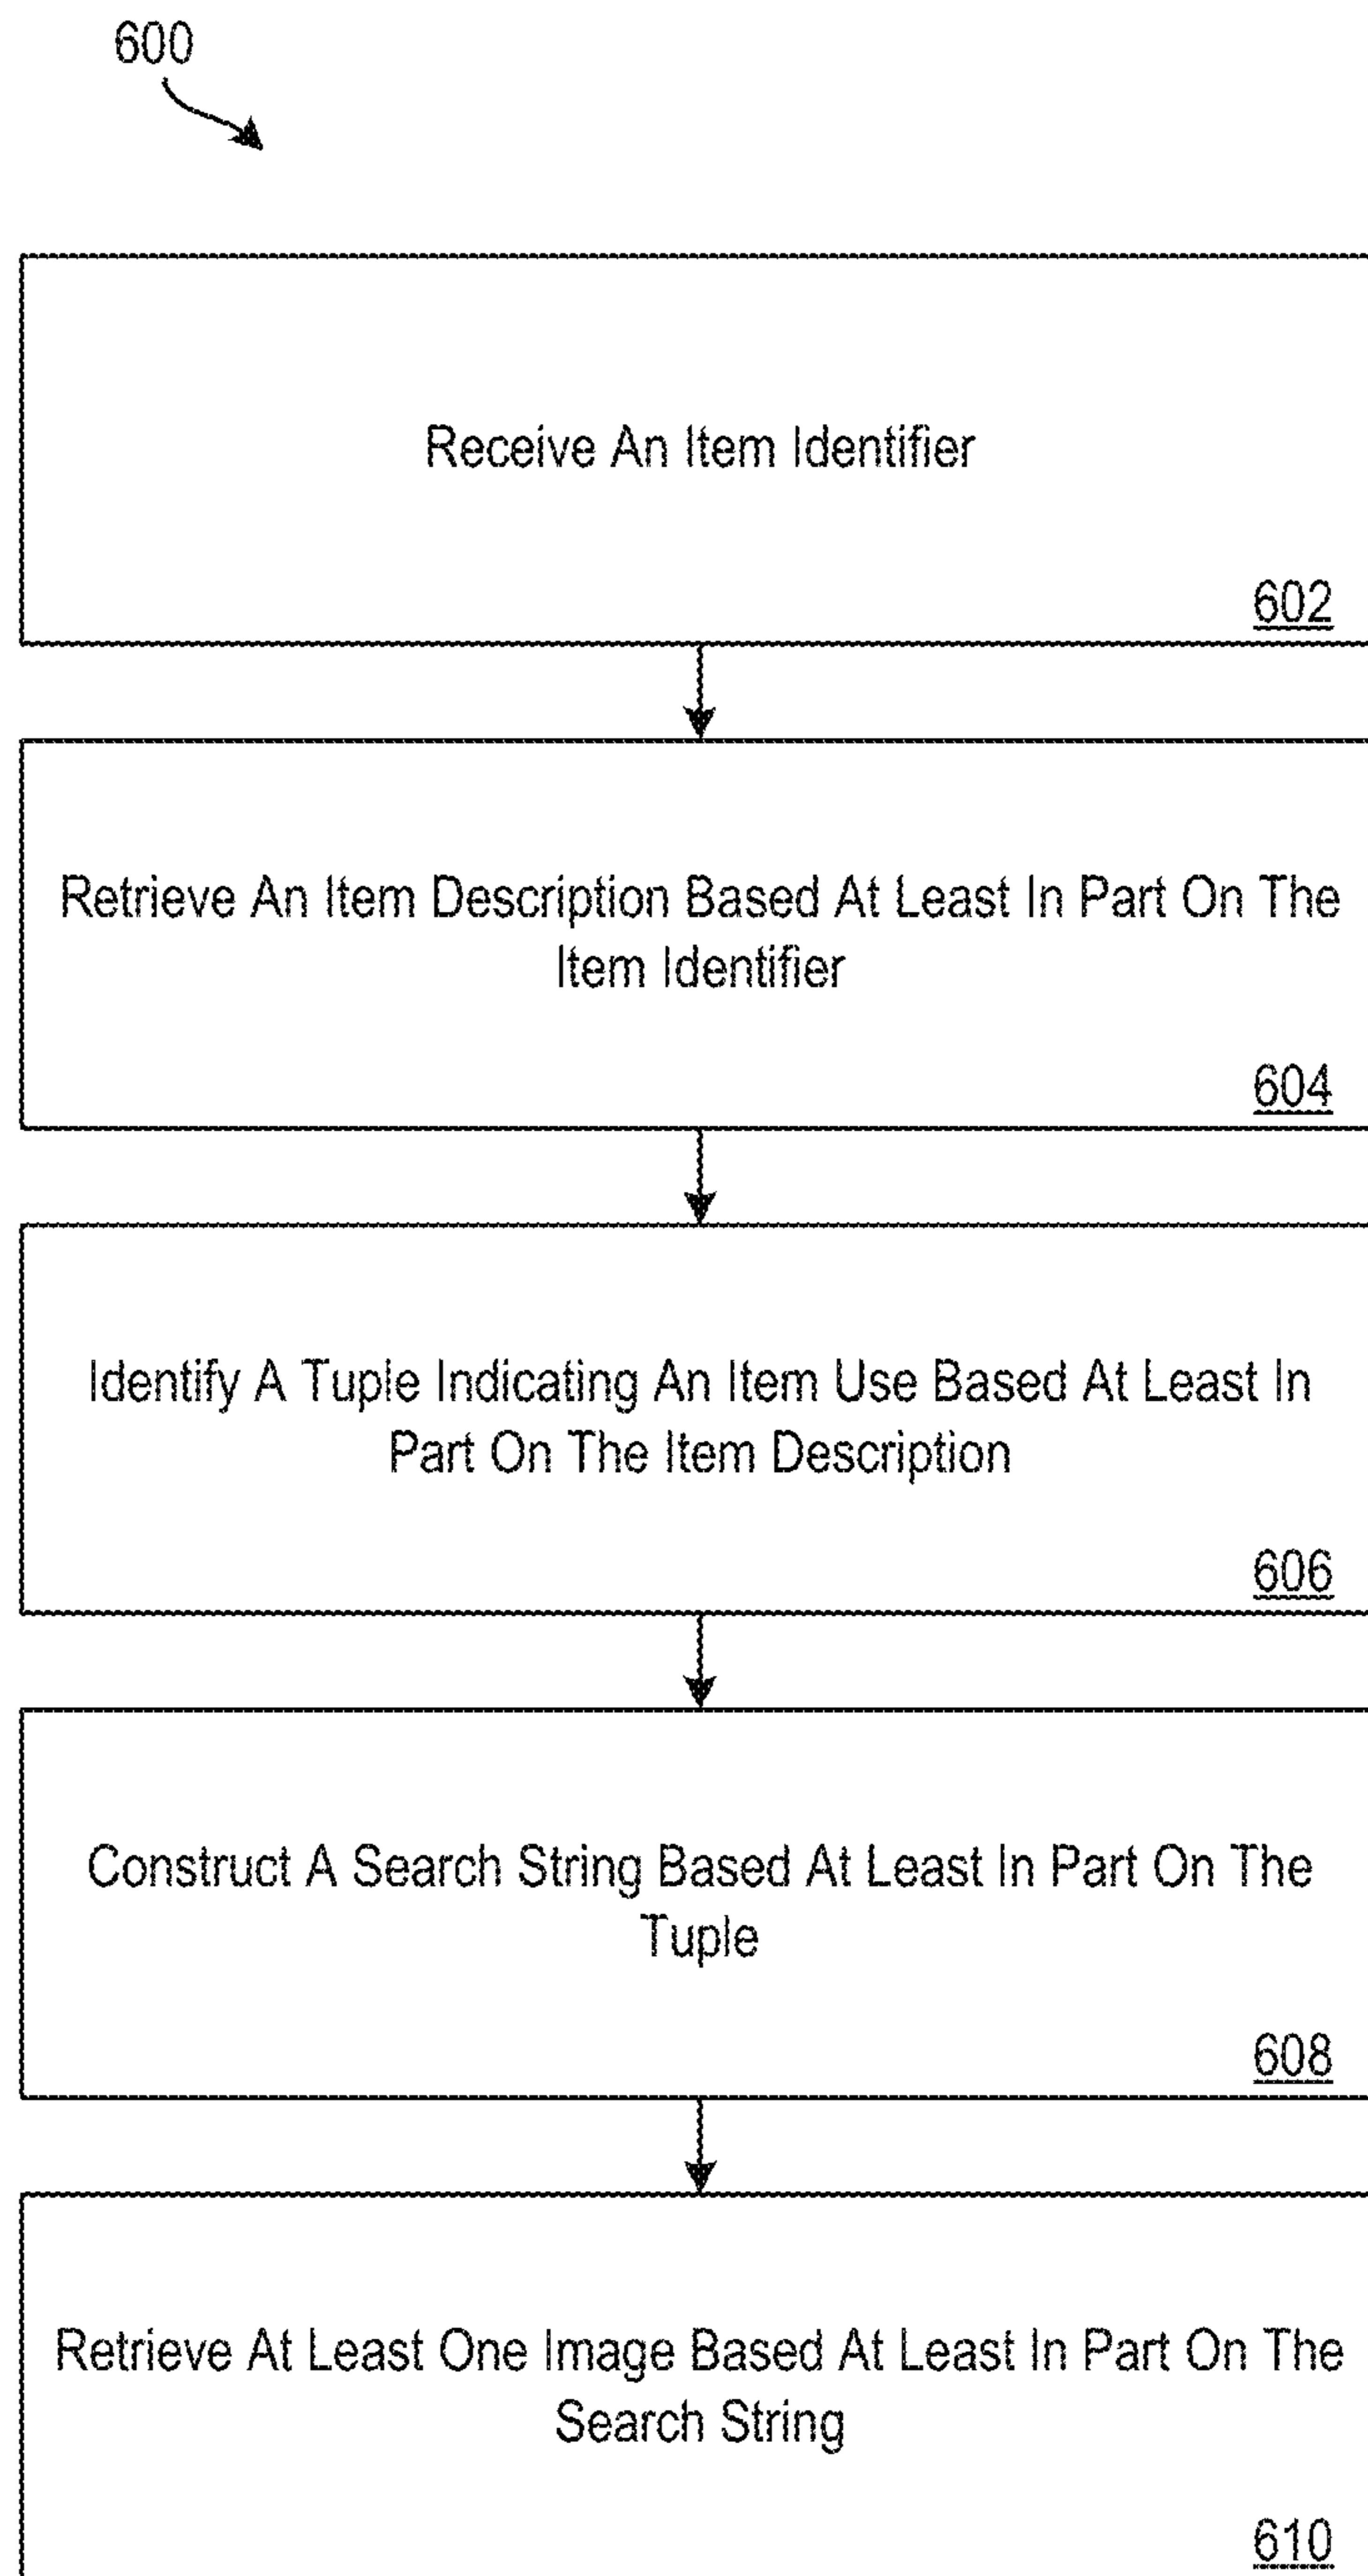 600
Receive An Item Identifier
602
Retrieve An Item Description Based At Least In Part On The
Item Identifier
604
Identify A Tuple Indicating An Item Use Based At Least In
Part On The Item Description
606
Construct A Search String Based At Least In Part On The
Tuple
608
Retrieve At Least One Image Based At Least In Part On The
Search String
610